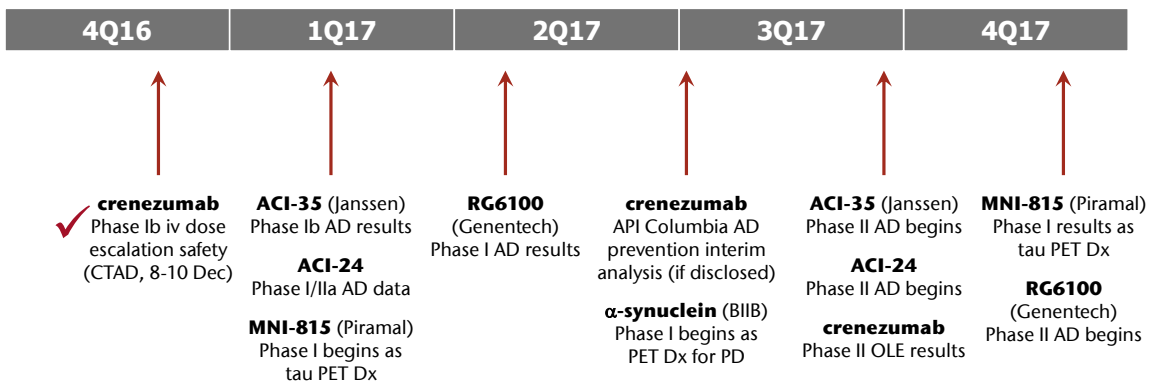 4Q16
1Q17
2Q17
3Q17
4Q17
crenezumab
Phase Ib iv dose
escalation safety
(CTAD, 8-10 Dec)
ACI-35 (Janssen)
Phase Ib AD results
ACI-24
Phase I/IIa AD data
MNI-815 (Piramal)
Phase I begins as
tau PET Dx
RG6100
(Genentech)
Phase I AD results
crenezumab
API Columbia AD
prevention interim
analysis (if disclosed)
α-synuclein (BIIB)
Phase I begins as
PET Dx for PD
ACI-35 (Janssen)
Phase II AD begins
ACI-24
Phase II AD begins
crenezumab
Phase II OLE results
MNI-815 (Piramal)
Phase I results as
tau PET Dx
RG6100
(Genentech)
Phase II AD begins